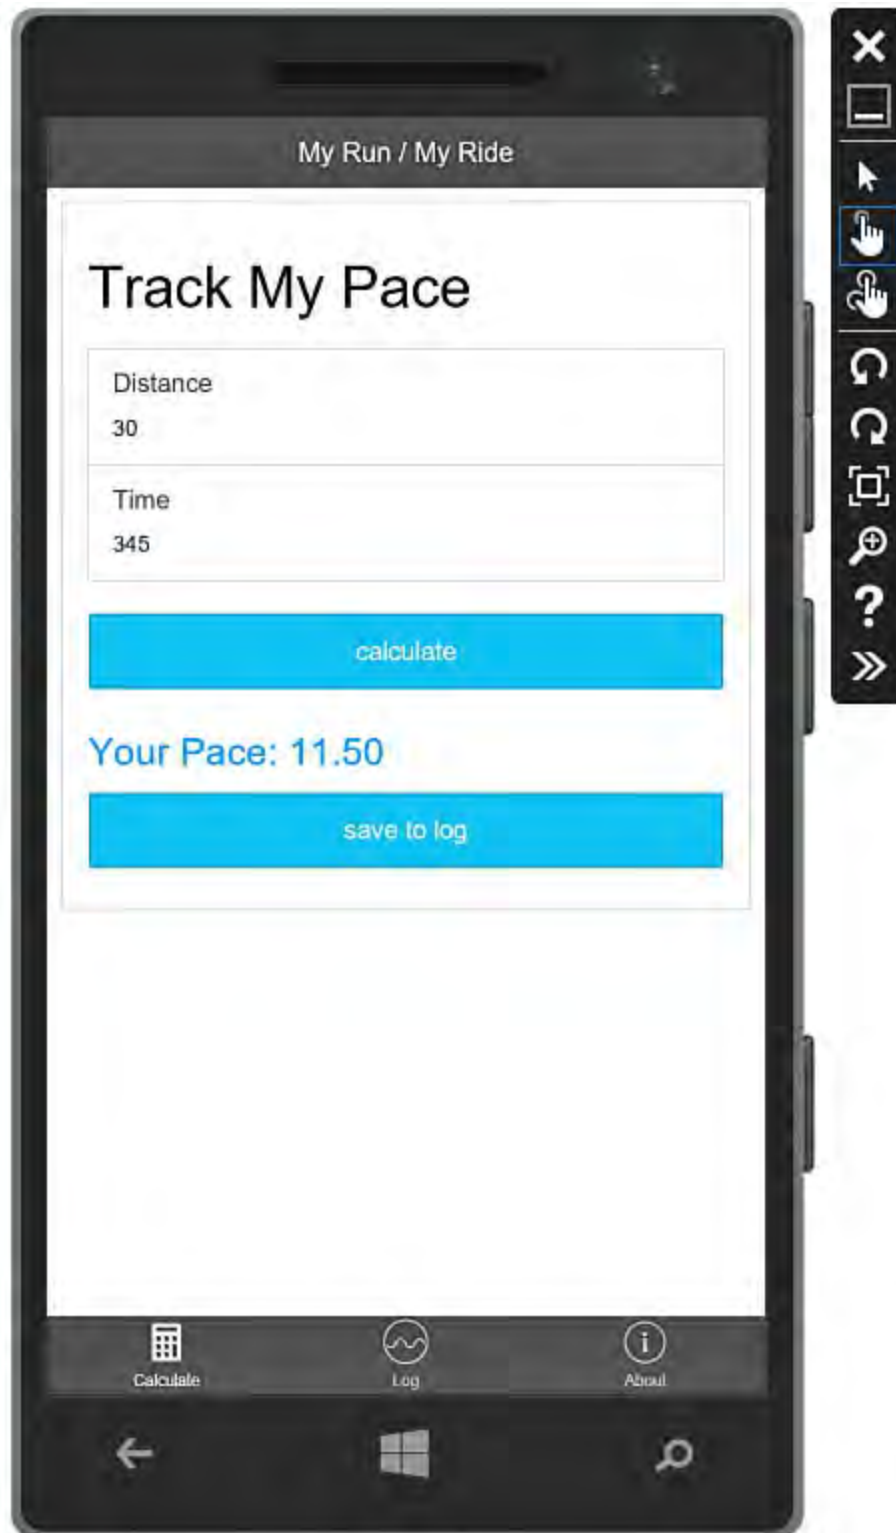 My Run / My Ride
Track My Pace
Distance
30
Time
345
calculate
Your Pace: 11.50
save to log
Calculate
Log
About